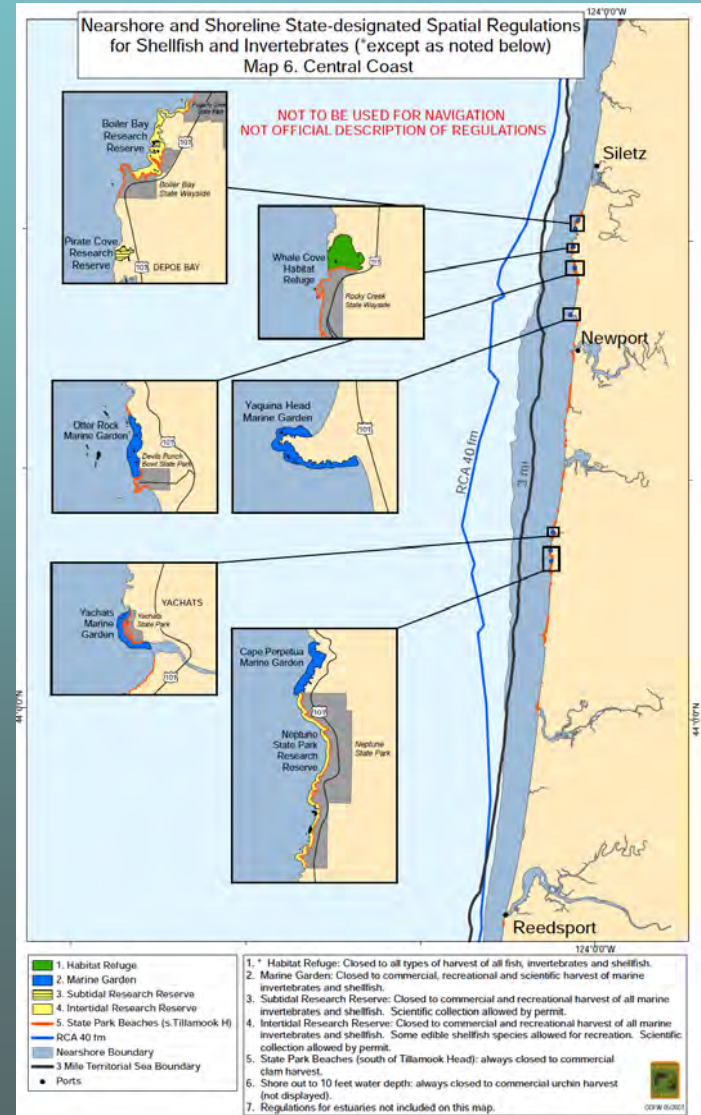 Nearshore and Shoreline State-designated Spatial Regulations
for Shellfish and Invertebrates (*except as noted below)
Map 6. Central Coast
124°0'0"W
NOT TO BE USED FOR NAVIGATION
NOT OFFICIAL DESCRIPTION OF REGULATIONS
Boiler Bay
Research
Reserve
101
Boiler Bay
State Wayside
Pirate Cove
Research
Reserve
101
DEPOE BAY
Siletz
Whale Cove
Habitat
Refuge
101
Rocky Creek
State Wayside
Newport
Otter Rock
Marine Garden
101
Devils Punch
Bowl State Park
Yaquina Head
Marine Garden
101
RCA 40 fm
3 mi
YACHATS
Yachats
Marine
Garden
Yachats
State Park
101
Cape Perpetua
Marine Garden
101
Neptune
State Park
Research
Reserve
Neptune
State Park
44°0'0"N
44°0'0"N
Reedsport
124°0'0"W
1. Habitat Refuge
2. Marine Garden
3. Subtidal Research Reserve
4. Intertidal Research Reserve
5. State Park Beaches (s.Tillamook H)
RCA 40 fm
Nearshore Boundary
3 Mile Territorial Sea Boundary
Ports
1. * Habitat Refuge: Closed to all types of harvest of all fish, invertebrates and shellfish.
2. Marine Garden: Closed to commercial, recreational and scientific harvest of marine
invertebrates and shellfish.
3. Subtidal Research Reserve: Closed to commercial and recreational harvest of all marine
invertebrates and shellfish. Scientific collection allowed by permit.
4. Intertidal Research Reserve: Closed to commercial and recreational harvest of all marine
invertebrates and shellfish. Some edible shellfish species allowed for recreation. Scientific
collection allowed by permit.
5. State Park Beaches (south of Tillamook Head): always closed to commercial
clam harvest.
6. Shore out to 10 feet water depth: always closed to commercial urchin harvest
(not displayed).
7. Regulations for estuaries not included on this map.